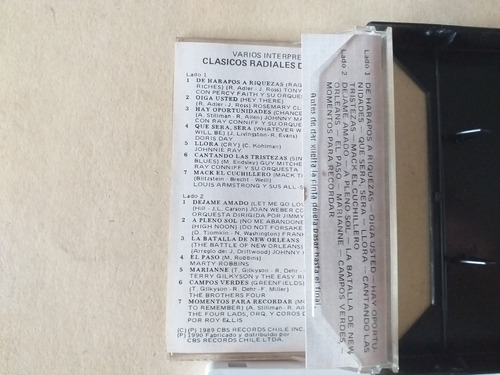 VARIOS INTERPRE
CLASICOS RADIALES D
Lado 1
1 DE HARAPOS A RIQUEZAS (RAG
RICHES) (R. Adler - J. Ross) TONY
CON PERCY FAITH Y SU ORQUE
2 OIGA USTED (HEY THERE)
(R. Adler - J. Ross) ROSEMARY CL
3 HAY OPORTUNIDADES (CHANCE
(A. Stillman - R. Allen) JOHNNY M
CON RAY CONNIFF Y SU ORQUE
4 QUE SERA, SERA (WHATEVER W
WILL BE) (J. Livingston - R. Evans)
DORIS DAY
5 LLORA (CRY) (C. Kohlman)
JOHNNIE RAY
6 CANTANDO LAS TRISTEZAS (SIN
BLUES) (M. Endsley) GUY MITCHE
RAY CONNIFF Y SU ORQUESTA
7 MACK EL CUCHILLERO (MACK T
(Blitzstein - Brecht - Weill)
LOUIS ARMSTRONG Y SUS ALL-S
Lado 2
1 DEJAME AMADO (LET ME GO LOV
(Hill - J.L. Carson) JOAN WEBER CO
ORQUESTA DIRIGIDA POR JIMMY
2 A PLENO SOL (NO ME ABANDONE
(HIGH NOON) (DO NOT FORSAKE
(D. Tiomkin - N. Washington) FRANK
3 LA BATALLA DE NEW ORLEANS
(THE BATTLE OF NEW ORLEANS)
(Arreglo de: J. Driftwood) JOHNNY H
4 EL PASO (M. Robbins)
MARTY ROBBINS
5 MARIANNE (T. Gilkyson - R. Dehr - F
TERRY GILKYSON y the EASY RI
6 CAMPOS VERDES (GREENFIELDS)
(T. Gilkyson - R. Dehr - F. Miller)
THE BROTHERS FOUR
7 MOMENTOS PARA RECORDAR (M
TO REMEMBER) (A. Stillman - R. All
THE FOUR LADS, ORQ. Y COROS D
POR ROY ELLIS
(C) (P) 1989 CBS RECORDS CHILE INC.
(P) 1990 Fabricado y distribuido por
CBS RECORDS CHILE LTDA.
Antes de dar vuelta la cinta déjela pasar hasta el final
Lado 1 DE HARAPOS A RIQUEZAS — OIGA USTED — HAY OPORTU
NIDADES — QUE SERA, SERA — LLORA — CANTANDO LAS
TRISTEZAS — MACK EL CUCHILLERO
Lado 2 DEJAME AMADO — A PLENO SOL — LA BATALLA DE NEW
ORLEANS — EL PASO — MARIANNE — CAMPOS VERDES
MOMENTOS PARA RECORDAR